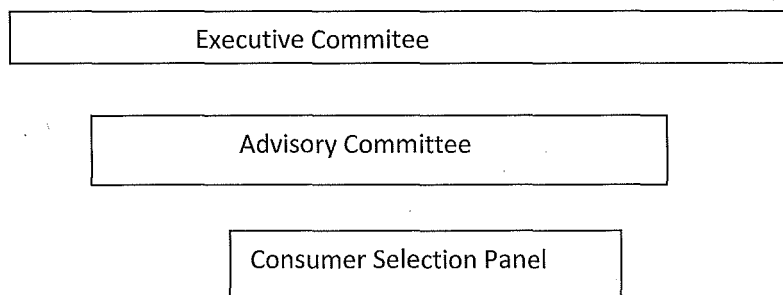 Executive Commitee
Advisory Committee
Consumer Selection Panel